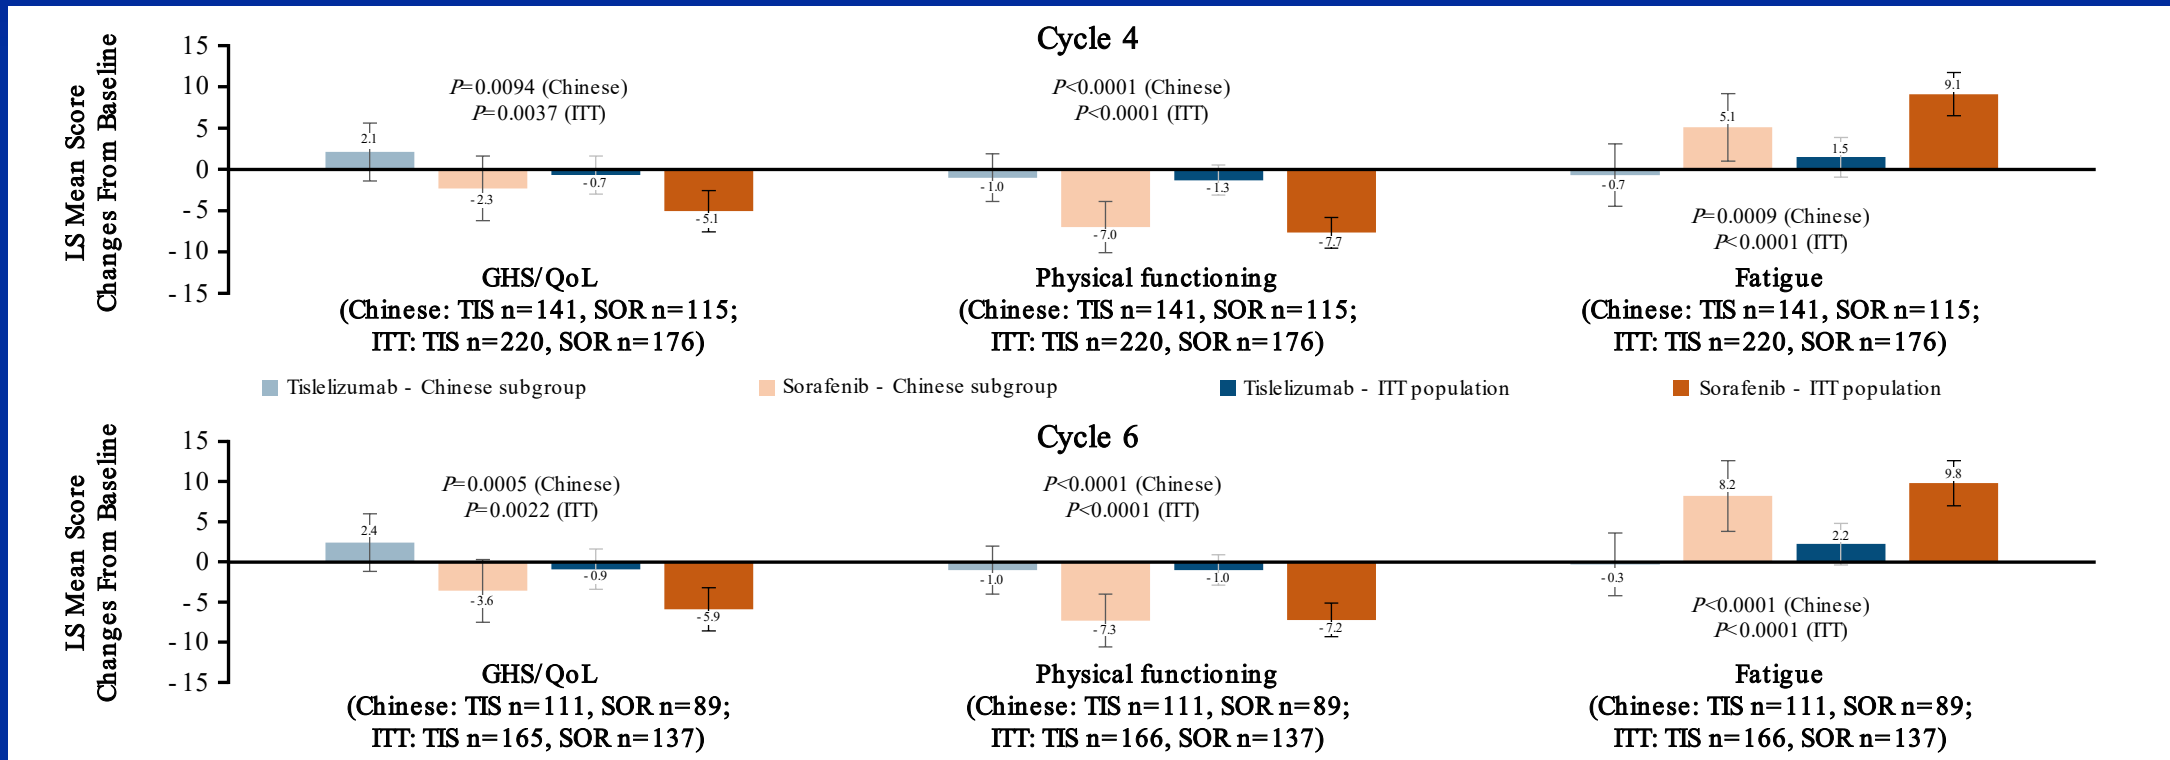 Cycle 4
LS Mean Score
Changes From Baseline
15
10
5
0
-5
-10
-15
P=0.0094 (Chinese)
P=0.0037 (ITT)
2.1
-2.3
-0.7
-5.1
GHS/QoL
(Chinese: TIS n=141, SOR n=115;
ITT: TIS n=220, SOR n=176)
P<0.0001 (Chinese)
P<0.0001 (ITT)
-1.0
-7.0
-1.3
-7.7
Physical functioning
(Chinese: TIS n=141, SOR n=115;
ITT: TIS n=220, SOR n=176)
-0.7
5.1
1.5
9.1
P=0.0009 (Chinese)
P<0.0001 (ITT)
Fatigue
(Chinese: TIS n=141, SOR n=115;
ITT: TIS n=220, SOR n=176)
Tislelizumab - Chinese subgroup
Sorafenib - Chinese subgroup
Tislelizumab - ITT population
Sorafenib - ITT population
Cycle 6
LS Mean Score
Changes From Baseline
15
10
5
0
-5
-10
-15
P=0.0005 (Chinese)
P=0.0022 (ITT)
2.4
-3.6
-0.9
-5.9
GHS/QoL
(Chinese: TIS n=111, SOR n=89;
ITT: TIS n=165, SOR n=137)
P<0.0001 (Chinese)
P<0.0001 (ITT)
-1.0
-7.3
-1.0
-7.2
Physical functioning
(Chinese: TIS n=111, SOR n=89;
ITT: TIS n=166, SOR n=137)
-0.3
8.2
2.2
9.8
P<0.0001 (Chinese)
P<0.0001 (ITT)
Fatigue
(Chinese: TIS n=111, SOR n=89;
ITT: TIS n=166, SOR n=137)